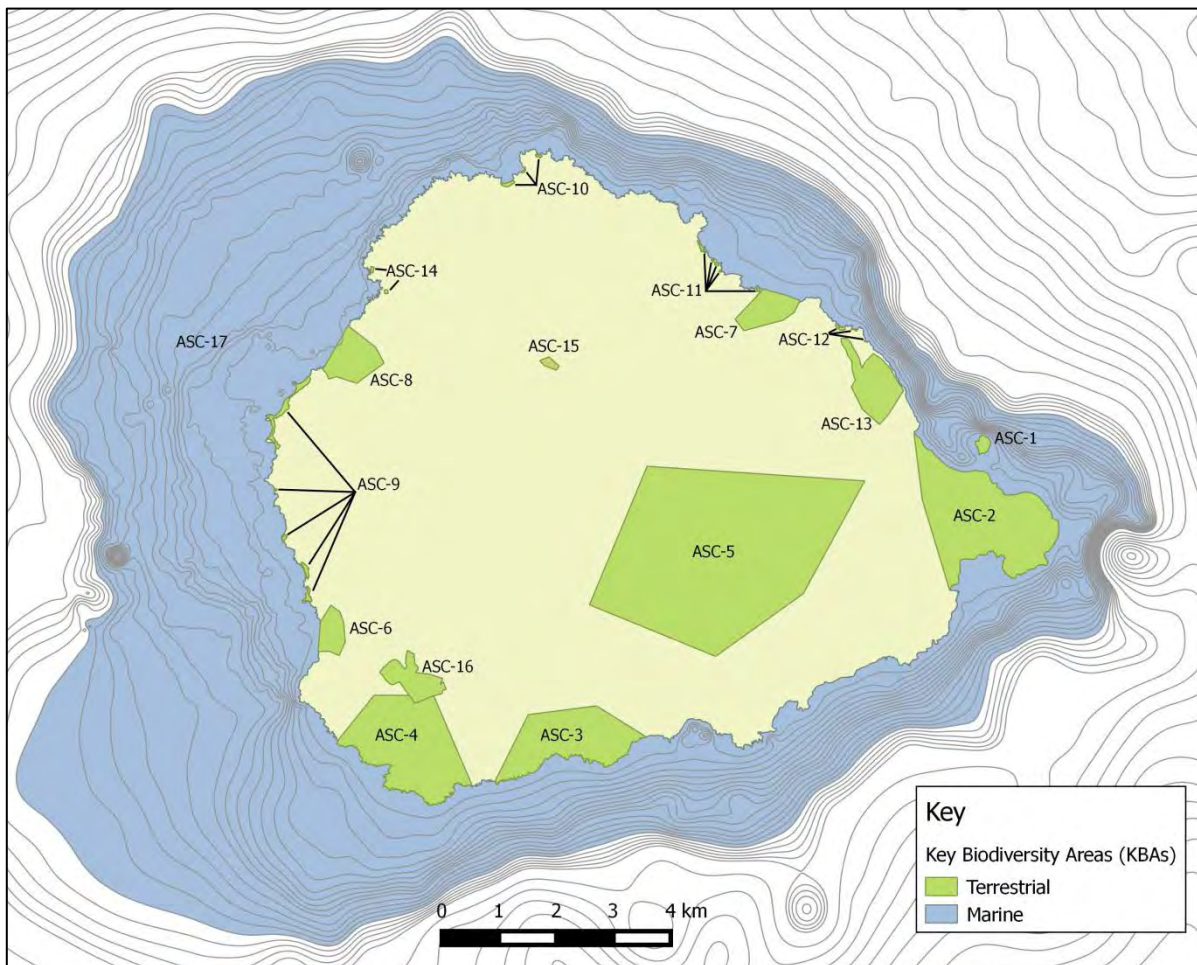 ASC-10
ASC-14
ASC-11
ASC-7
ASC-12
ASC-17
ASC-15
ASC-8
ASC-13
ASC-1
ASC-9
ASC-2
ASC-5
ASC-6
ASC-16
ASC-4
ASC-3
Key
Key Biodiversity Areas (KBAs)
Terrestrial
Marine
0 1 2 3 4 km